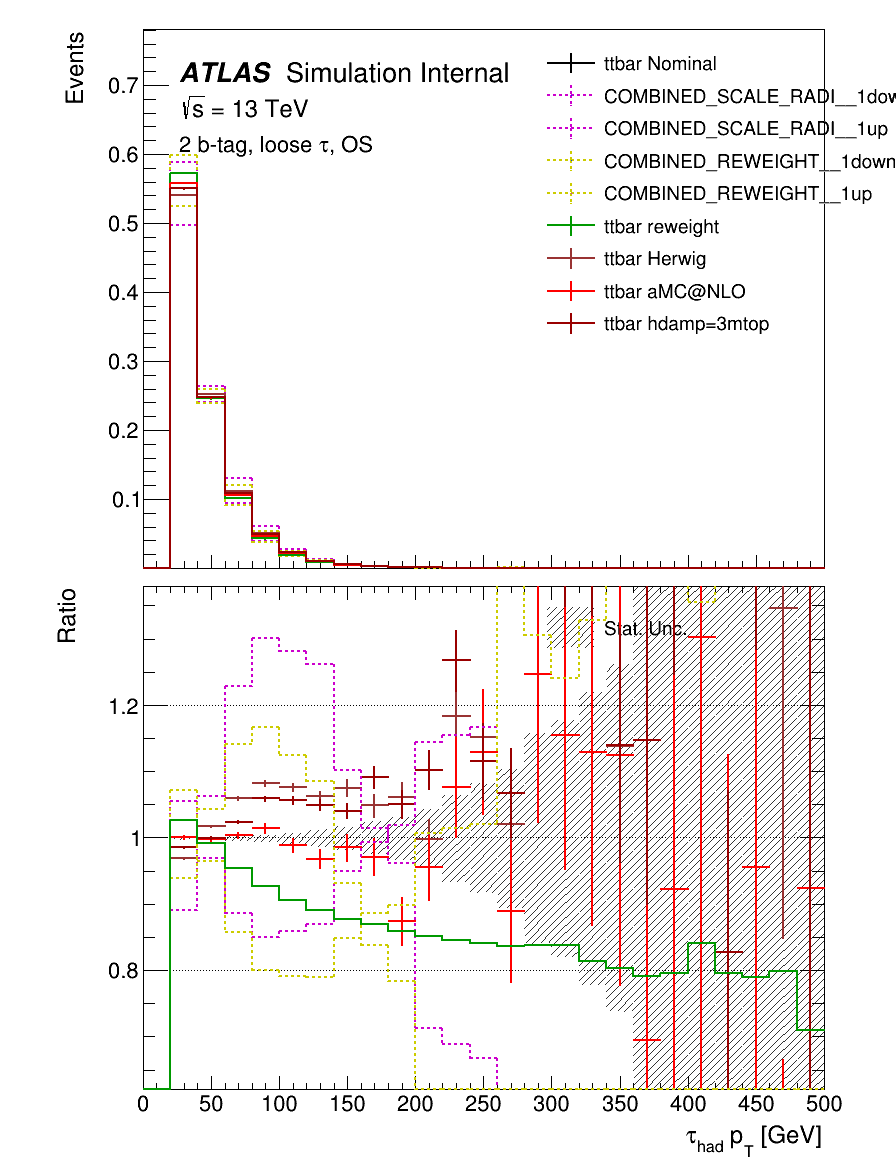 Events
0.7
0.6
0.5
0.4
0.3
0.2
0.1
ATLAS Simulation Internal
√s = 13 TeV
2 b-tag, loose τ, OS
ttbar Nominal
COMBINED_SCALE_RADI__1dow
COMBINED_SCALE_RADI__1up
COMBINED_REWEIGHT__1down
COMBINED_REWEIGHT__1up
ttbar reweight
ttbar Herwig
ttbar aMC@NLO
ttbar hdamp=3mtop
Ratio
1.2
1
0.8
Stat. Unc.
0 50 100 150 200 250 300 350 400 450 500
τhad pT [GeV]